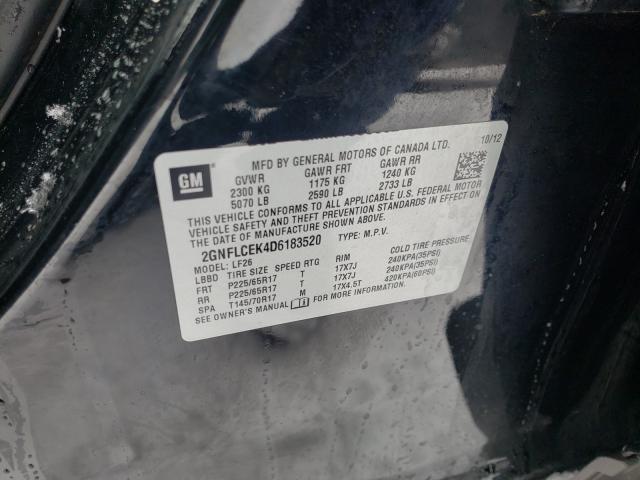 GM
MFD BY GENERAL MOTORS OF CANADA LTD.
10/12
GVWR GAWR FRT GAWR RR
2300 KG 1175 KG 1240 KG
5070 LB 2590 LB 2733 LB
THIS VEHICLE CONFORMS TO ALL APPLICABLE U.S. FEDERAL MOTOR
VEHICLE SAFETY AND THEFT PREVENTION STANDARDS IN EFFECT ON
THE DATE OF MANUFACTURE SHOWN ABOVE.
2GNFLCEK4D6183520 TYPE: M.P.V.
MODEL: LF26
LBBD TIRE SIZE SPEED RTG RIM COLD TIRE PRESSURE
FRT P225/65R17 T 17X7J 240KPA(35PSI)
RR P225/65R17 T 17X7J 240KPA(35PSI)
SPA T145/70R17 M 17X4.5T 420KPA(60PSI)
SEE OWNER'S MANUAL FOR MORE INFORMATION.